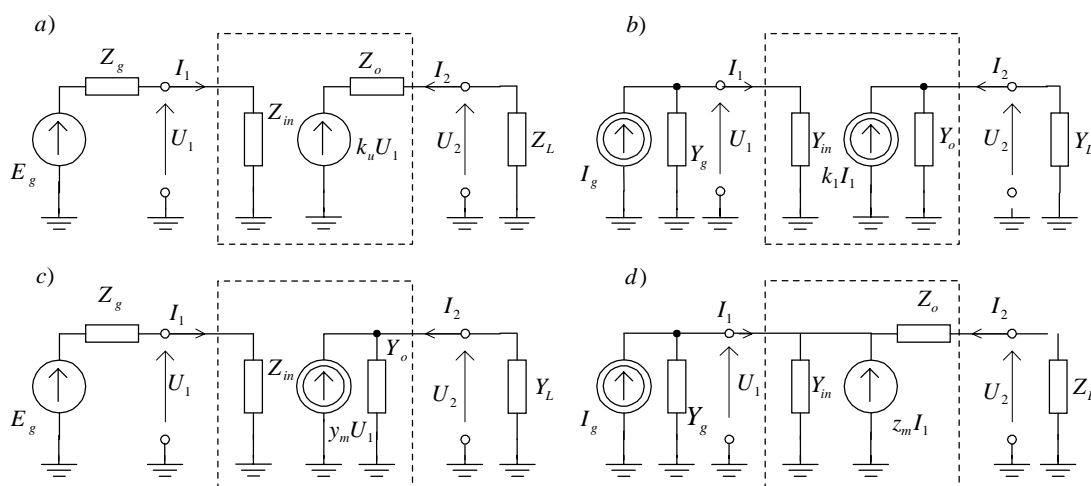 a)
Z_g
I_1
Z_o
I_2
E_g
U_1
Z_in
k_u U_1
U_2
Z_L
b)
I_1
I_2
I_g
Y_g
U_1
Y_in
k_1 I_1
Y_o
U_2
Y_L
c)
Z_g
I_1
I_2
E_g
U_1
Z_in
y_m U_1
Y_o
U_2
Y_L
d)
I_1
Z_o
I_2
I_g
Y_g
U_1
Y_in
z_m I_1
U_2
Z_L